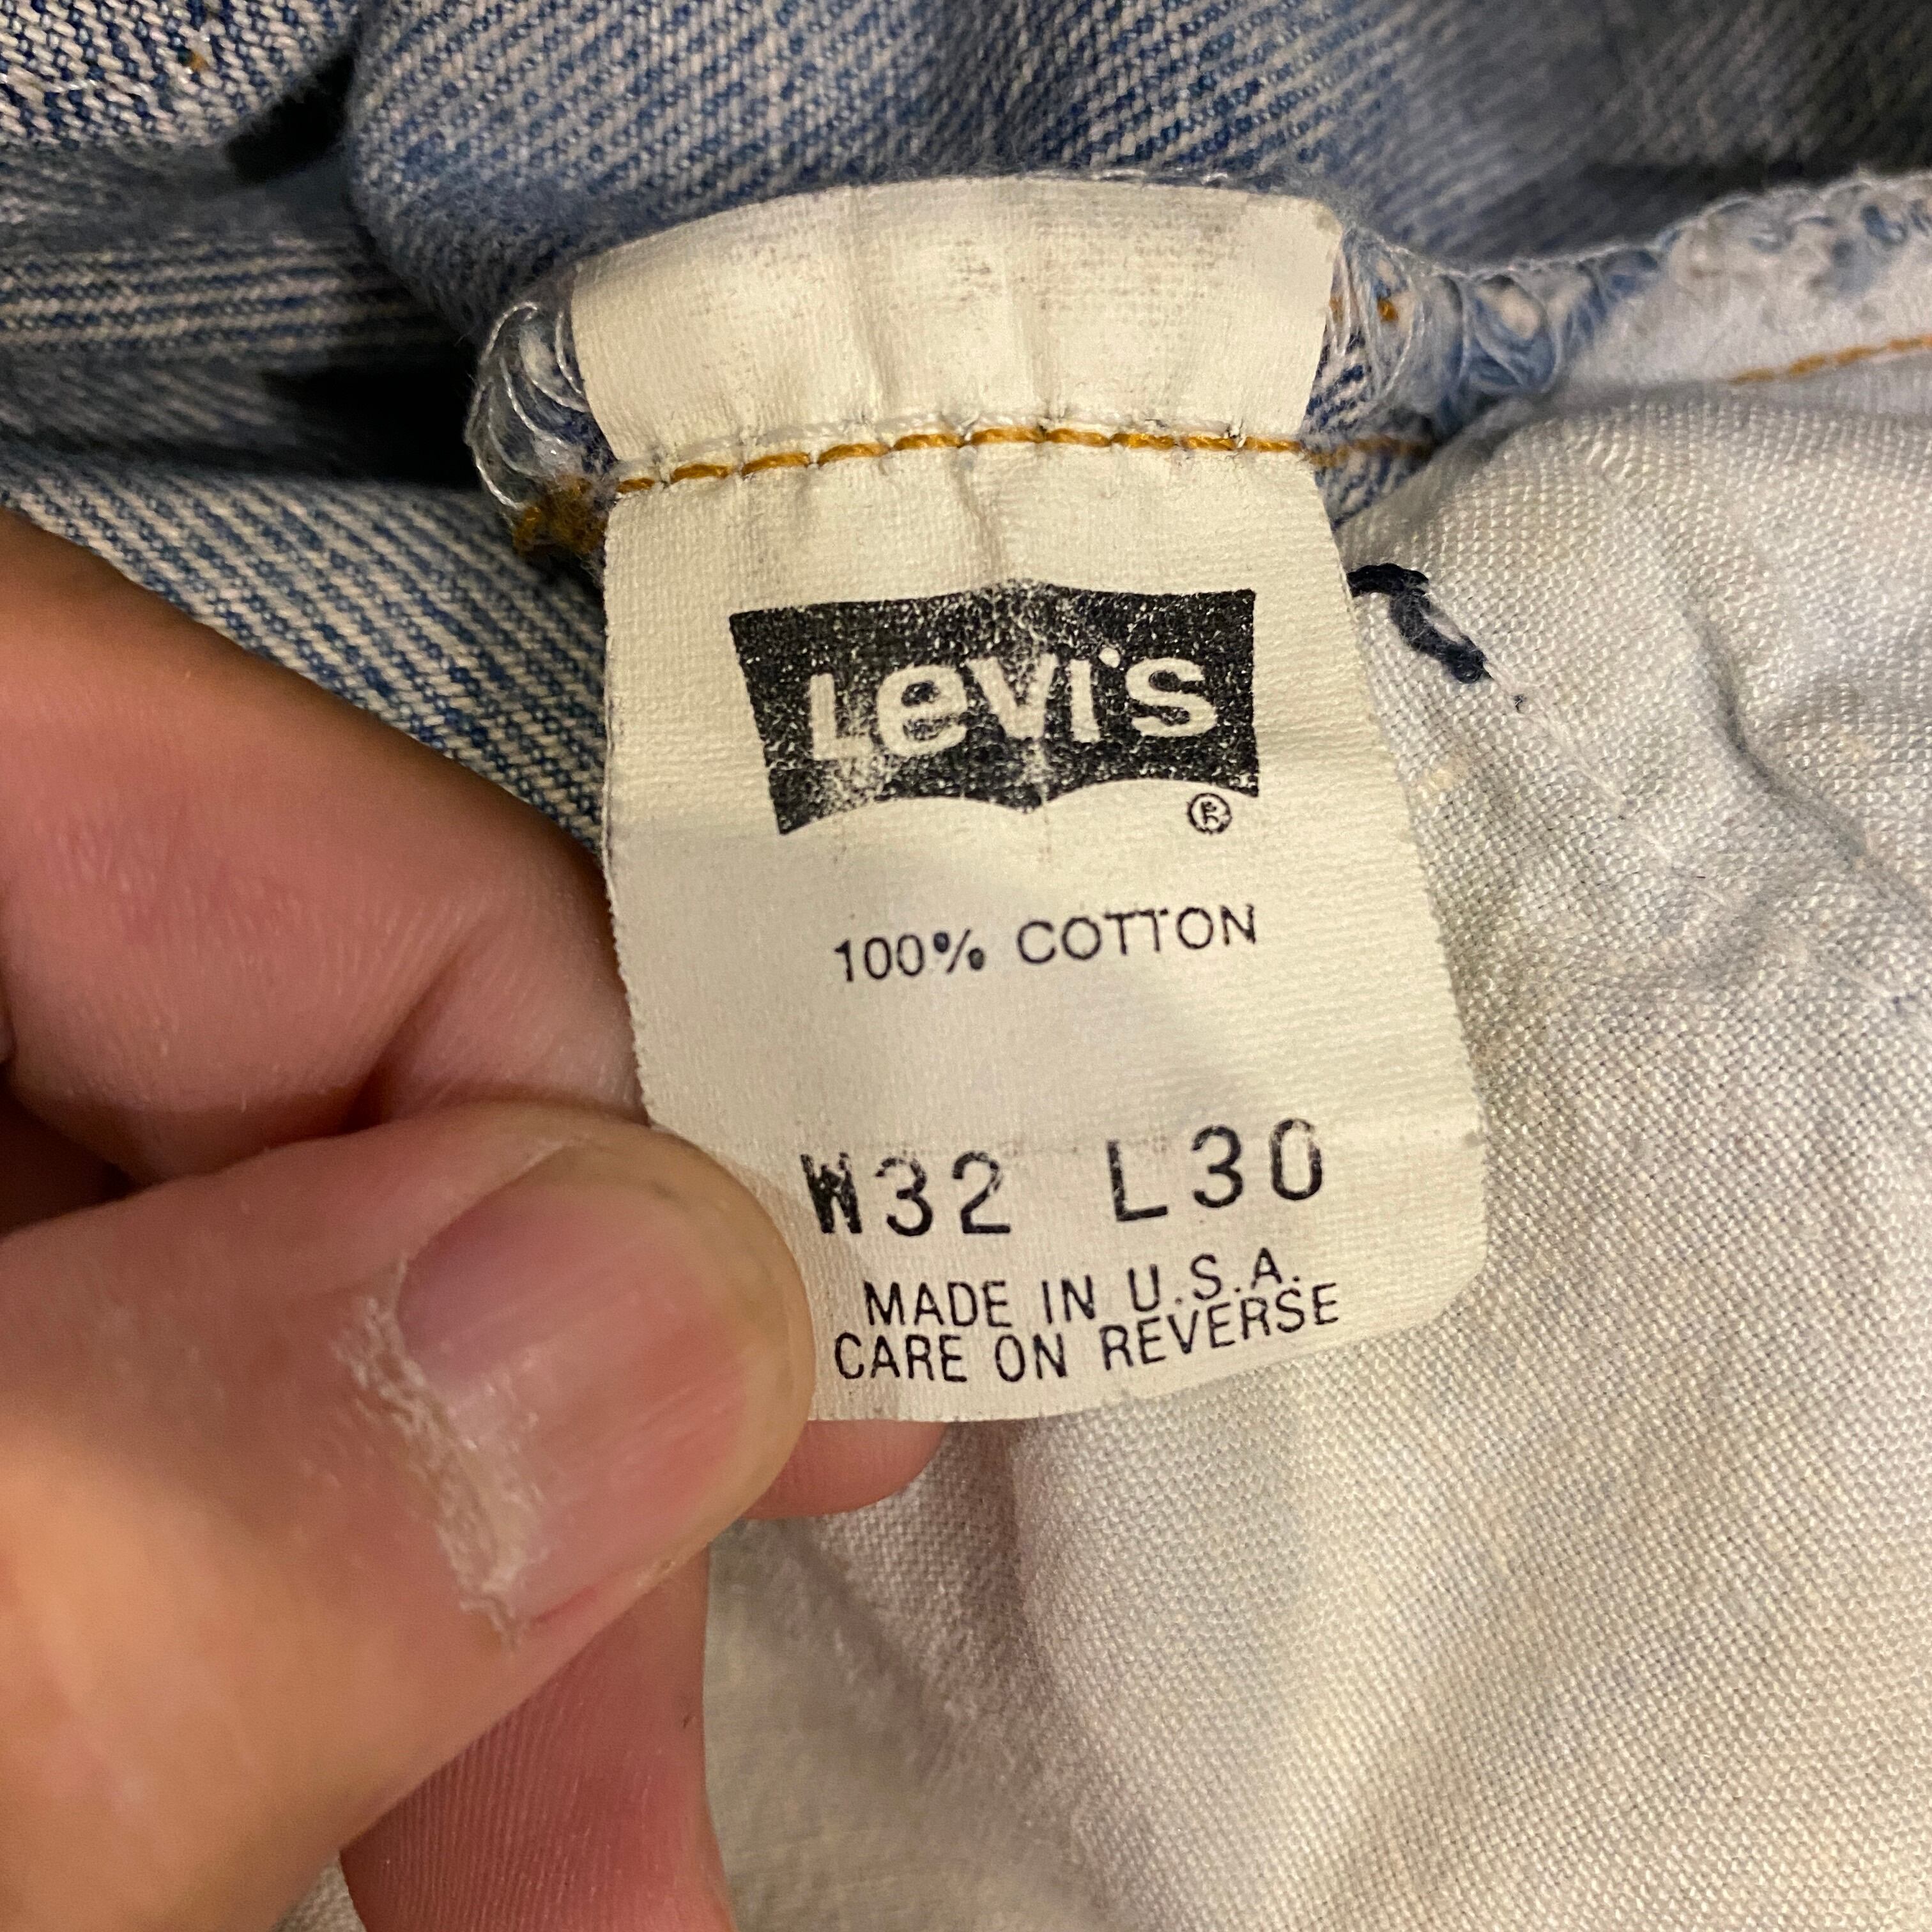 Levi's
®
100% COTTON
W32 L30
MADE IN U.S.A.
CARE ON REVERSE